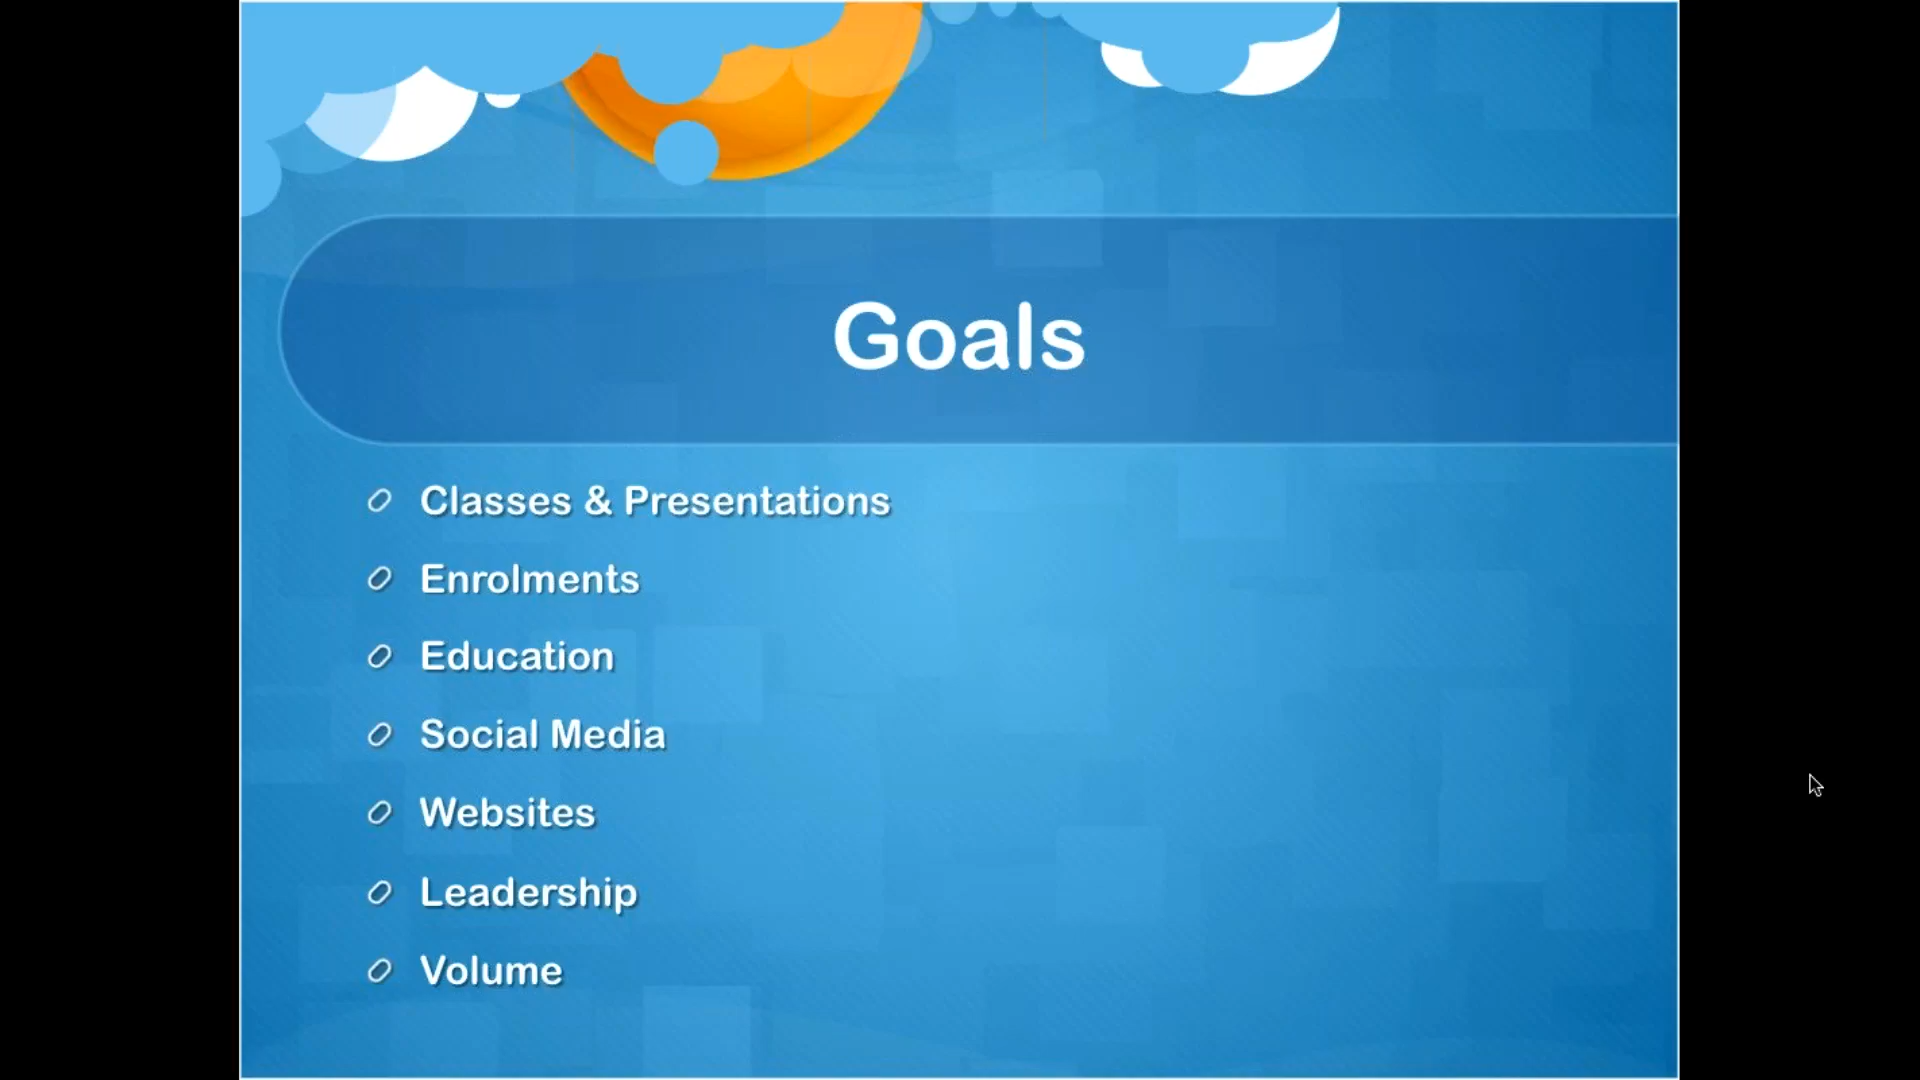 Goals
Classes & Presentations
Enrolments
Education
Social Media
Websites
Leadership
Volume